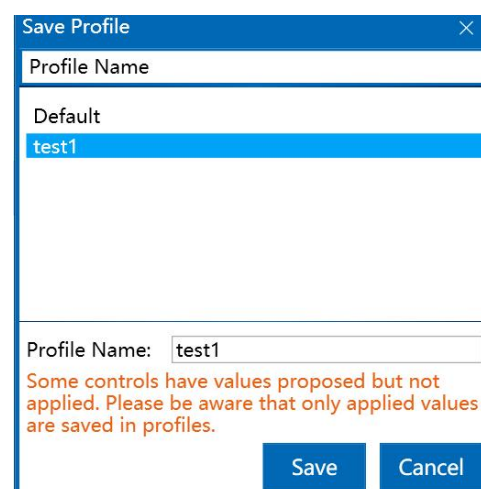 Save Profile
Profile Name
Default
test1
Profile Name: test1
Some controls have values proposed but not
applied. Please be aware that only applied values
are saved in profiles.
Save Cancel